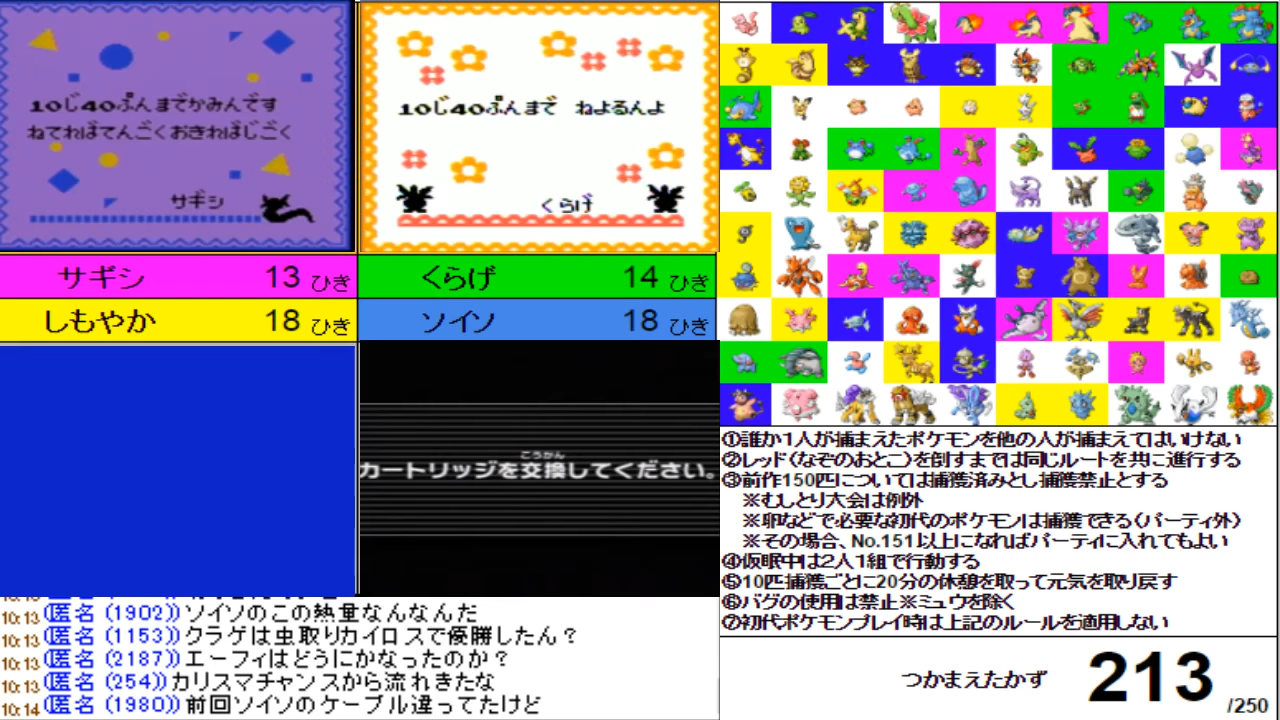 10じ40ぷんまでかみんです
ねてればてんごくおきればじごく
サギシ
10じ40ぷんまで ねよるんよ
くらげ
サギシ 13 ひき
くらげ 14 ひき
しもやか 18 ひき
ソイソ 18 ひき
こうかん
カートリッジを交換してください。
10:13 (匿名 (1902)) ソイソのこの熱量なんなんだ
10:13 (匿名 (1153)) クラゲは虫取りカイロスで優勝したん？
10:13 (匿名 (2187)) エーフィはどうにかなったのか？
10:13 (匿名 (254)) カリスマチャンスから流れきたな
10:14 (匿名 (1980)) 前回ソイソのケーブル違ってたけど
①誰か1人が捕まえたポケモンを他の人が捕まえてはいけない
②レッド(なぞのおとこ)を倒すまでは同じルートを共に進行する
③前作150匹については捕獲済みとし捕獲禁止とする
※むしとり大会は例外
※卵などで必要な初代のポケモンは捕獲できる(パーティ外)
※その場合、No.151以上になればパーティに入れてもよい
④仮眠中は2人1組で行動する
⑤10匹捕獲ごとに20分の休憩を取って元気を取り戻す
⑥バグの使用は禁止※ミュウを除く
⑦初代ポケモンプレイ時は上記のルールを適用しない
つかまえたかず 213 /250